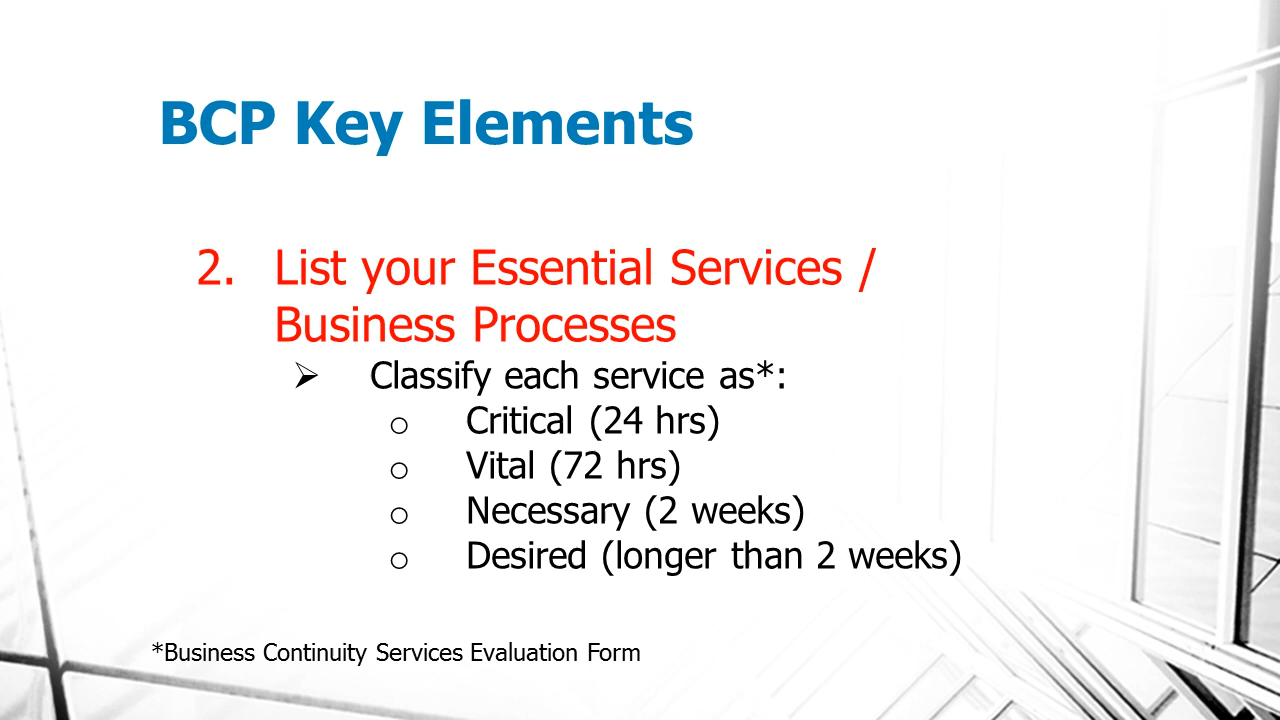 BCP Key Elements
2. List your Essential Services /
Business Processes
➢ Classify each service as*:
o Critical (24 hrs)
o Vital (72 hrs)
o Necessary (2 weeks)
o Desired (longer than 2 weeks)
*Business Continuity Services Evaluation Form